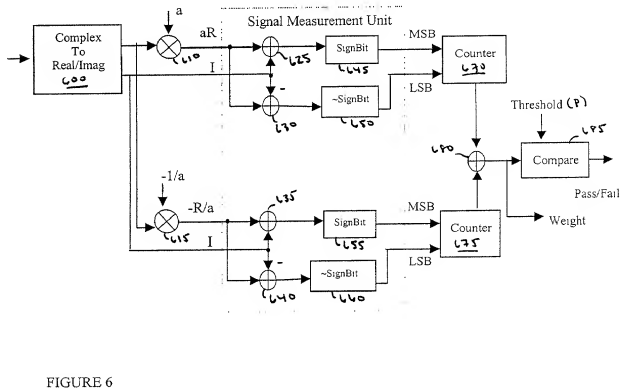 a
Signal Measurement Unit
Complex
To
Real/Imag
600
610
aR
I
625
SignBit
645
MSB
Counter
670
-
630
~SignBit
650
LSB
Threshold (P)
680
685
Compare
Pass/Fail
-1/a
615
-R/a
I
635
SignBit
655
MSB
Counter
675
Weight
-
640
~SignBit
660
LSB
FIGURE 6